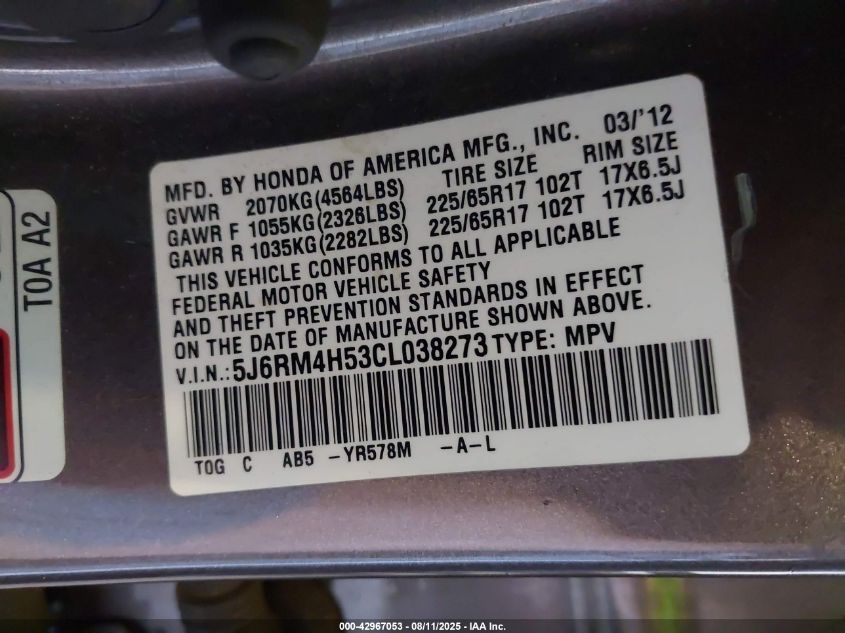 MFD. BY HONDA OF AMERICA MFG., INC. 03/'12
GVWR 2070KG(4564LBS) TIRE SIZE RIM SIZE
GAWR F 1055KG(2326LBS) 225/65R17 102T 17X6.5J
GAWR R 1035KG(2282LBS) 225/65R17 102T 17X6.5J
THIS VEHICLE CONFORMS TO ALL APPLICABLE
FEDERAL MOTOR VEHICLE SAFETY
AND THEFT PREVENTION STANDARDS IN EFFECT
ON THE DATE OF MANUFACTURE SHOWN ABOVE.
V.I.N.:5J6RM4H53CL038273 TYPE: MPV
TOG C AB5 -YR578M -A-L
T0A A2
000-42967053 - 08/11/2025 - IAA Inc.